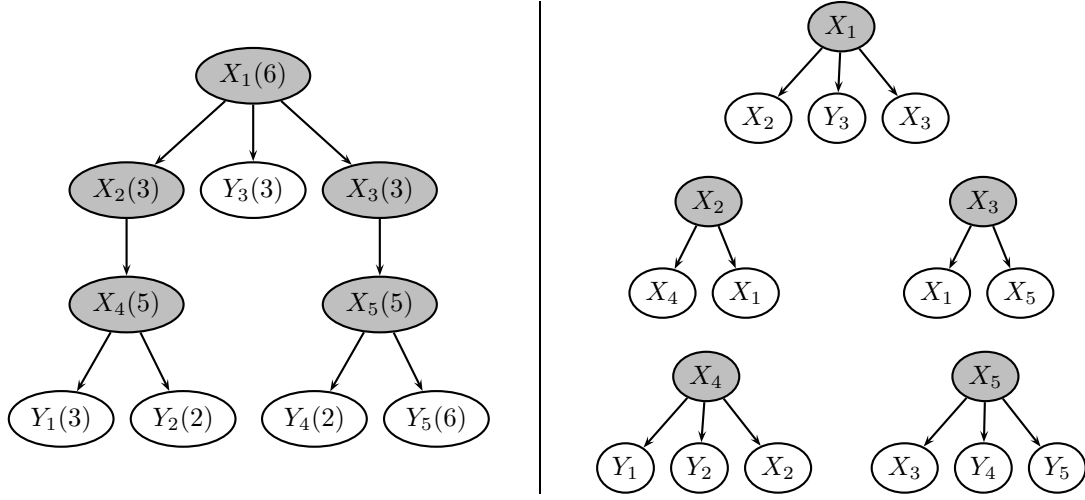 X₁(6)
X₂(3) Y₃(3) X₃(3)
X₄(5) X₅(5)
Y₁(3) Y₂(2) Y₄(2) Y₅(6)
X₁
X₂ Y₃ X₃
X₂ X₃
X₄ X₁ X₁ X₅
X₄ X₅
Y₁ Y₂ X₂ X₃ Y₄ Y₅